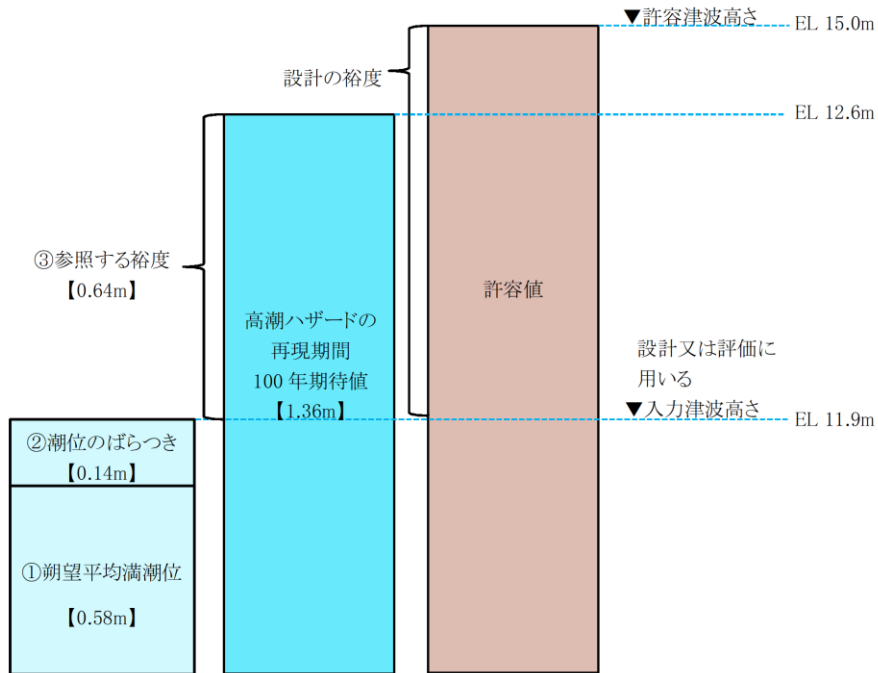 ▼許容津波高さ
EL 15.0m
設計の裕度
EL 12.6m
③参照する裕度
【0.64m】
高潮ハザードの
再現期間
100 年期待値
【1.36m】
許容値
設計又は評価に
用いる
▼入力津波高さ
EL 11.9m
②潮位のばらつき
【0.14m】
①朔望平均満潮位
【0.58m】